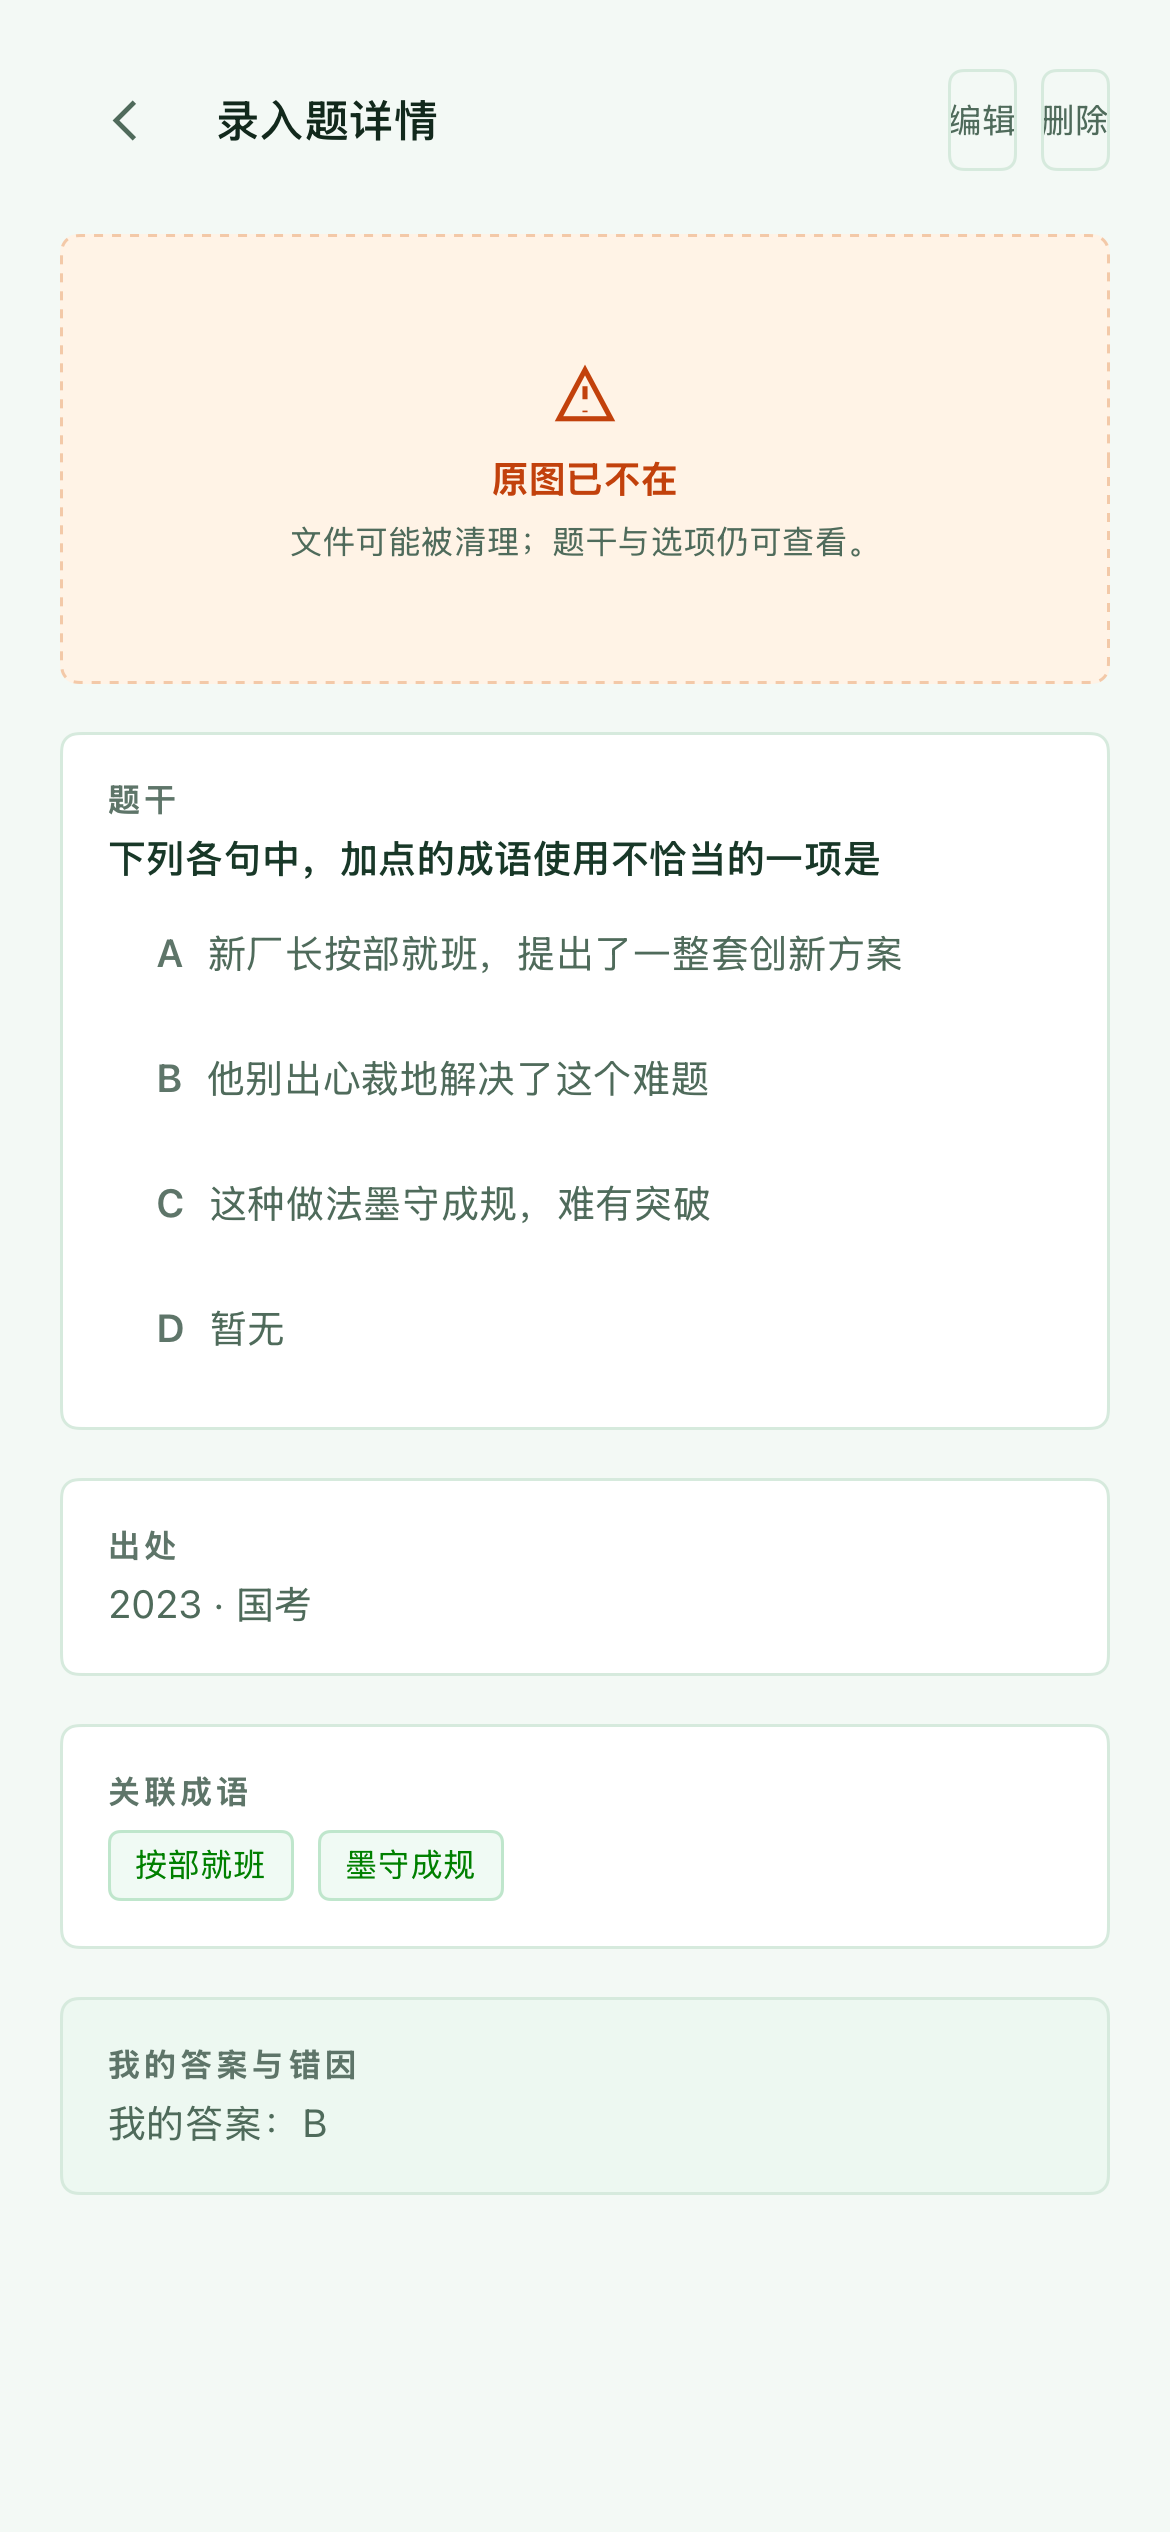 录入题详情
编辑
删除
原图已不在
文件可能被清理；题干与选项仍可查看。
题干
下列各句中，加点的成语使用不恰当的一项是
A 新厂长按部就班，提出了一整套创新方案
B 他别出心裁地解决了这个难题
C 这种做法墨守成规，难有突破
D 暂无
出处
2023 · 国考
关联成语
按部就班
墨守成规
我的答案与错因
我的答案：B